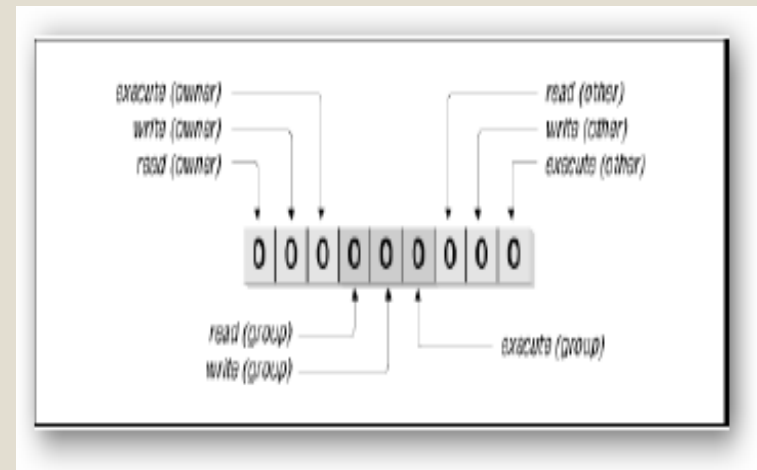 execute (owner)
write (owner)
read (owner)
read (other)
write (other)
execute (other)
0 0 0 0 0 0 0 0 0
read (group)
write (group)
execute (group)